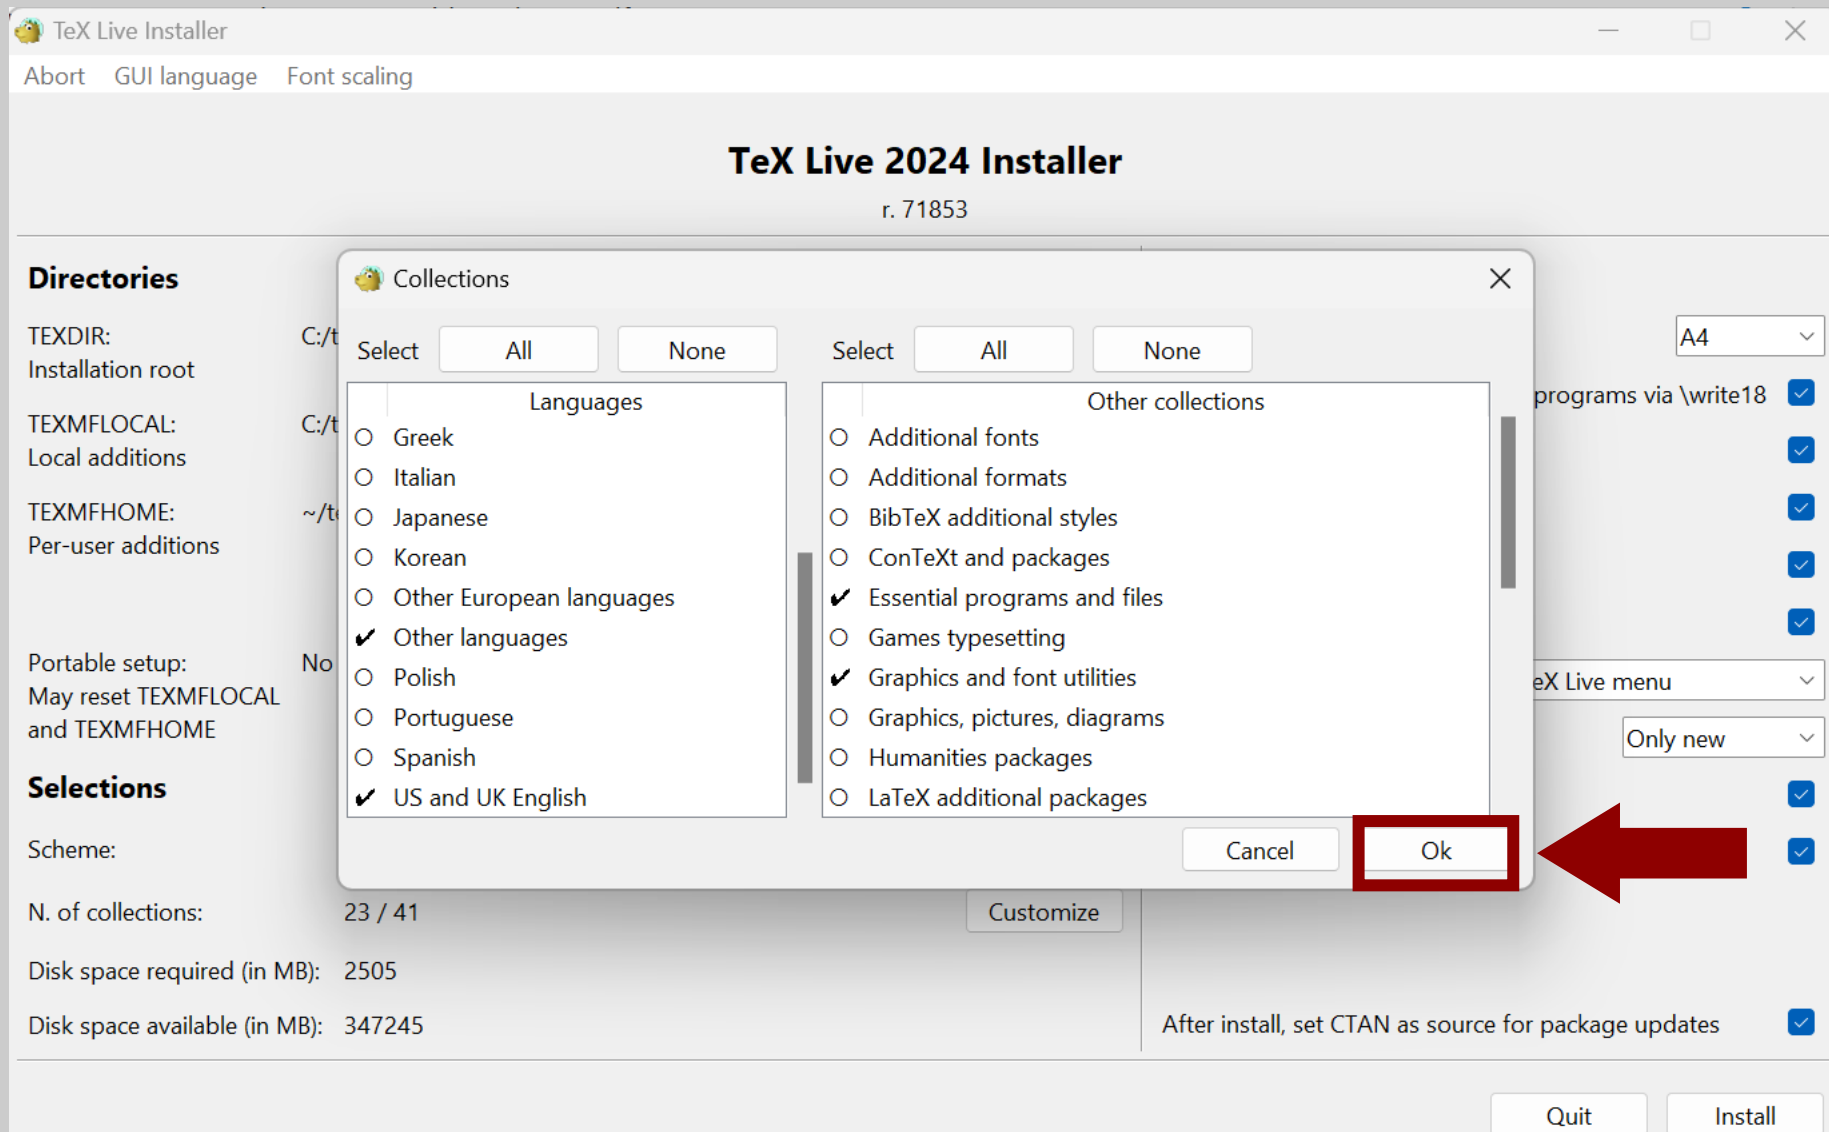 TeX Live Installer
Abort GUI language Font scaling
TeX Live 2024 Installer
r. 71853
Directories
TEXDIR: C:/t
Installation root
TEXMFLOCAL: C:/t
Local additions
TEXMFHOME: ~/te
Per-user additions
Portable setup: No
May reset TEXMFLOCAL
and TEXMFHOME
Selections
Scheme:
N. of collections: 23 / 41
Customize
Disk space required (in MB): 2505
Disk space available (in MB): 347245
Collections
Select All None
Languages
Greek
Italian
Japanese
Korean
Other European languages
Other languages
Polish
Portuguese
Spanish
US and UK English
Select All None
Other collections
Additional fonts
Additional formats
BibTeX additional styles
ConTeXt and packages
Essential programs and files
Games typesetting
Graphics and font utilities
Graphics, pictures, diagrams
Humanities packages
LaTeX additional packages
Cancel Ok
A4
programs via \write18
eX Live menu
Only new
After install, set CTAN as source for package updates
Quit Install